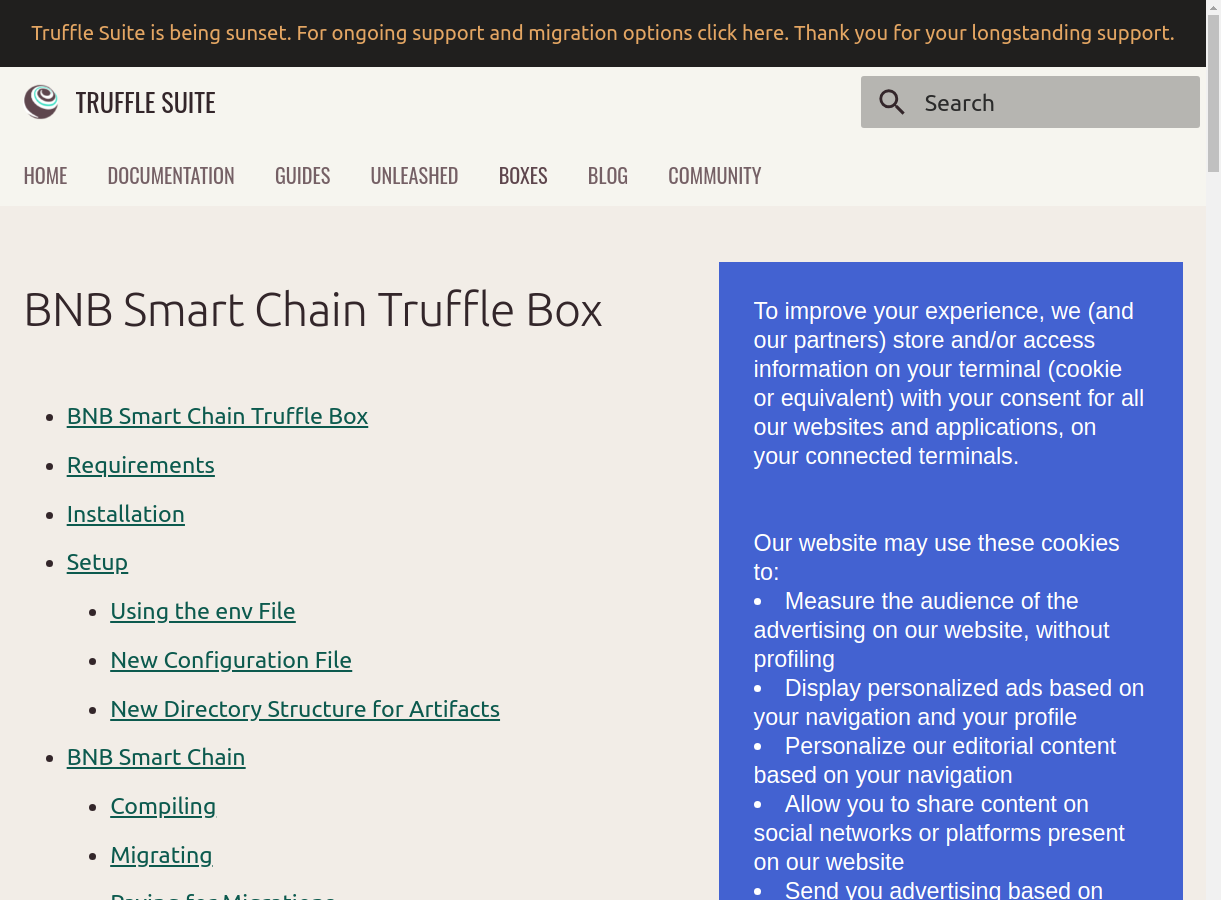 Truffle Suite is being sunset. For ongoing support and migration options click here. Thank you for your longstanding support.
TRUFFLE SUITE
Search
HOME DOCUMENTATION GUIDES UNLEASHED BOXES BLOG COMMUNITY
BNB Smart Chain Truffle Box
• BNB Smart Chain Truffle Box
• Requirements
• Installation
• Setup
• Using the env File
• New Configuration File
• New Directory Structure for Artifacts
• BNB Smart Chain
• Compiling
• Migrating
Paying for Migrations
To improve your experience, we (and
our partners) store and/or access
information on your terminal (cookie
or equivalent) with your consent for all
our websites and applications, on
your connected terminals.
Our website may use these cookies
to:
• Measure the audience of the
advertising on our website, without
profiling
• Display personalized ads based on
your navigation and your profile
• Personalize our editorial content
based on your navigation
• Allow you to share content on
social networks or platforms present
on our website
• Send you advertising based on